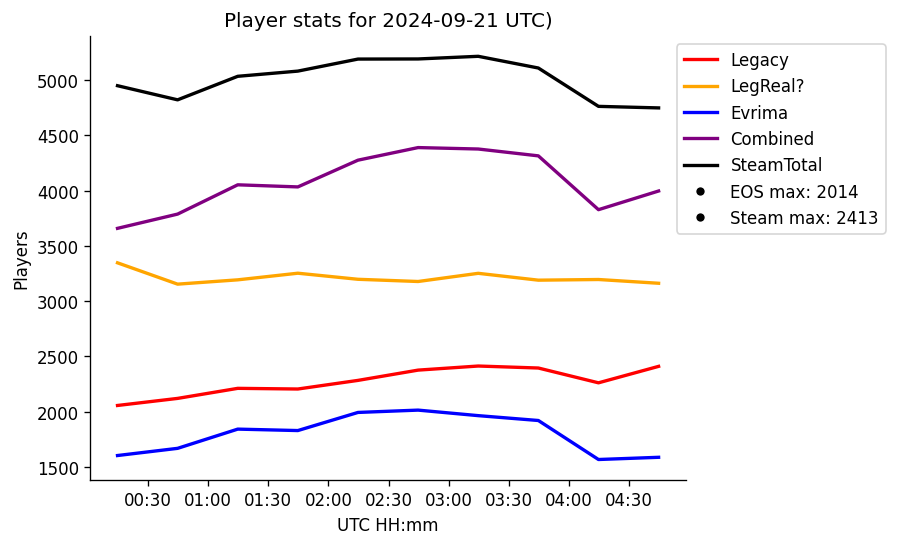 Player stats for 2024-09-21 UTC)
Legacy
LegReal?
Evrima
Combined
SteamTotal
EOS max: 2014
Steam max: 2413
Players
5000
4500
4000
3500
3000
2500
2000
1500
00:30 01:00 01:30 02:00 02:30 03:00 03:30 04:00 04:30
UTC HH:mm